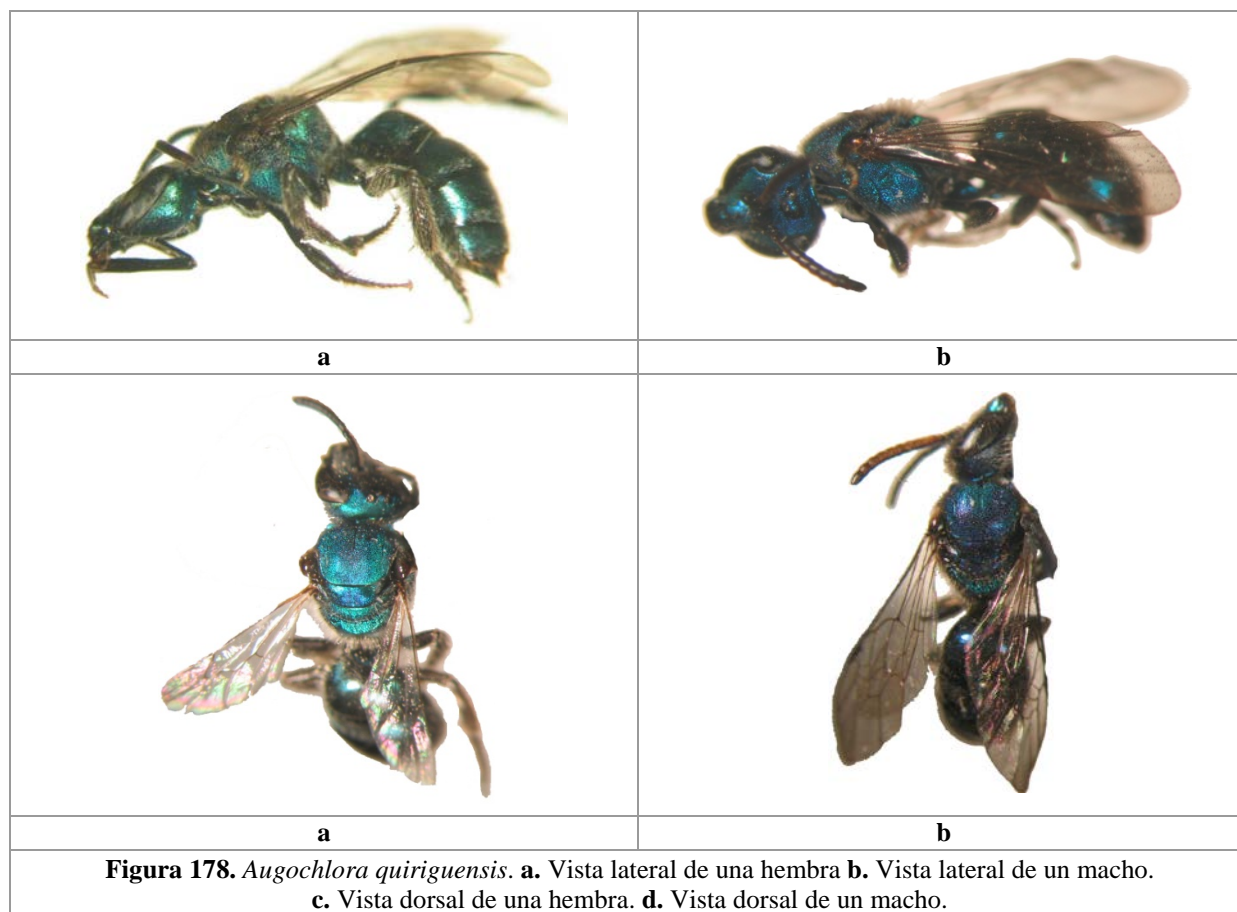 a
b
a
b
Figura 178. Augochlora quiriguensis. a. Vista lateral de una hembra b. Vista lateral de un macho.
c. Vista dorsal de una hembra. d. Vista dorsal de un macho.